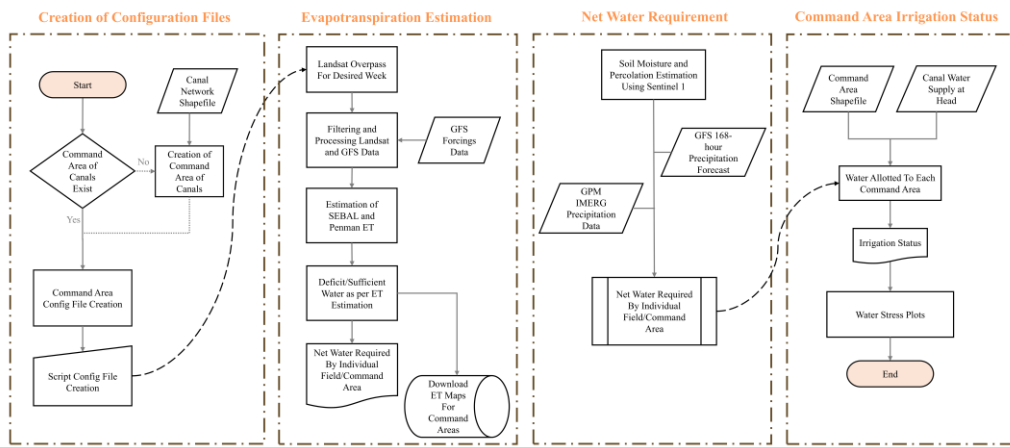 Creation of Configuration Files
Start
Canal
Network
Shapefile
Command
Area of
Canals
Exist
No
Creation of
Command
Area of
Canals
Yes
Command Area
Config File Creation
Script Config File
Creation
Evapotranspiration Estimation
Landsat Overpass
For Desired Week
Filtering and
Processing Landsat
and GFS Data
GFS
Forcings
Data
Estimation of
SEBAL and
Penman ET
Deficit/Sufficient
Water as per ET
Estimation
Net Water Required
By Individual
Field/Command
Area
Download
ET Maps
For
Command
Areas
Net Water Requirement
Soil Moisture and
Percolation Estimation
Using Sentinel 1
GFS 168-
hour
Precipitation
Forecast
GPM
IMERG
Precipitation
Data
Net Water Required
By Individual
Field/Command
Area
Command Area Irrigation Status
Command
Area
Shapefile
Canal Water
Supply at
Head
Water Allotted To Each
Command Area
Irrigation Status
Water Stress Plots
End